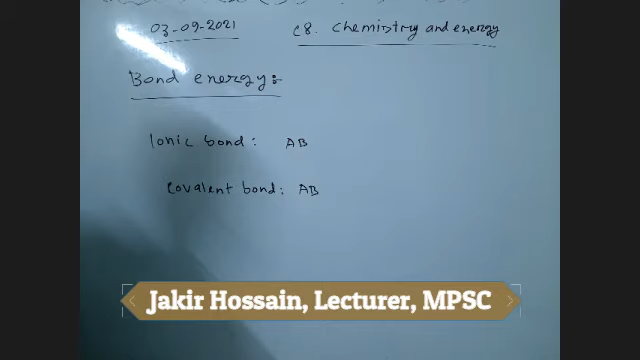 03-09-2021
C8. Chemistry and energy
Bond energy:-
Ionic bond: AB
Covalent bond: AB
Jakir Hossain, Lecturer, MPSC